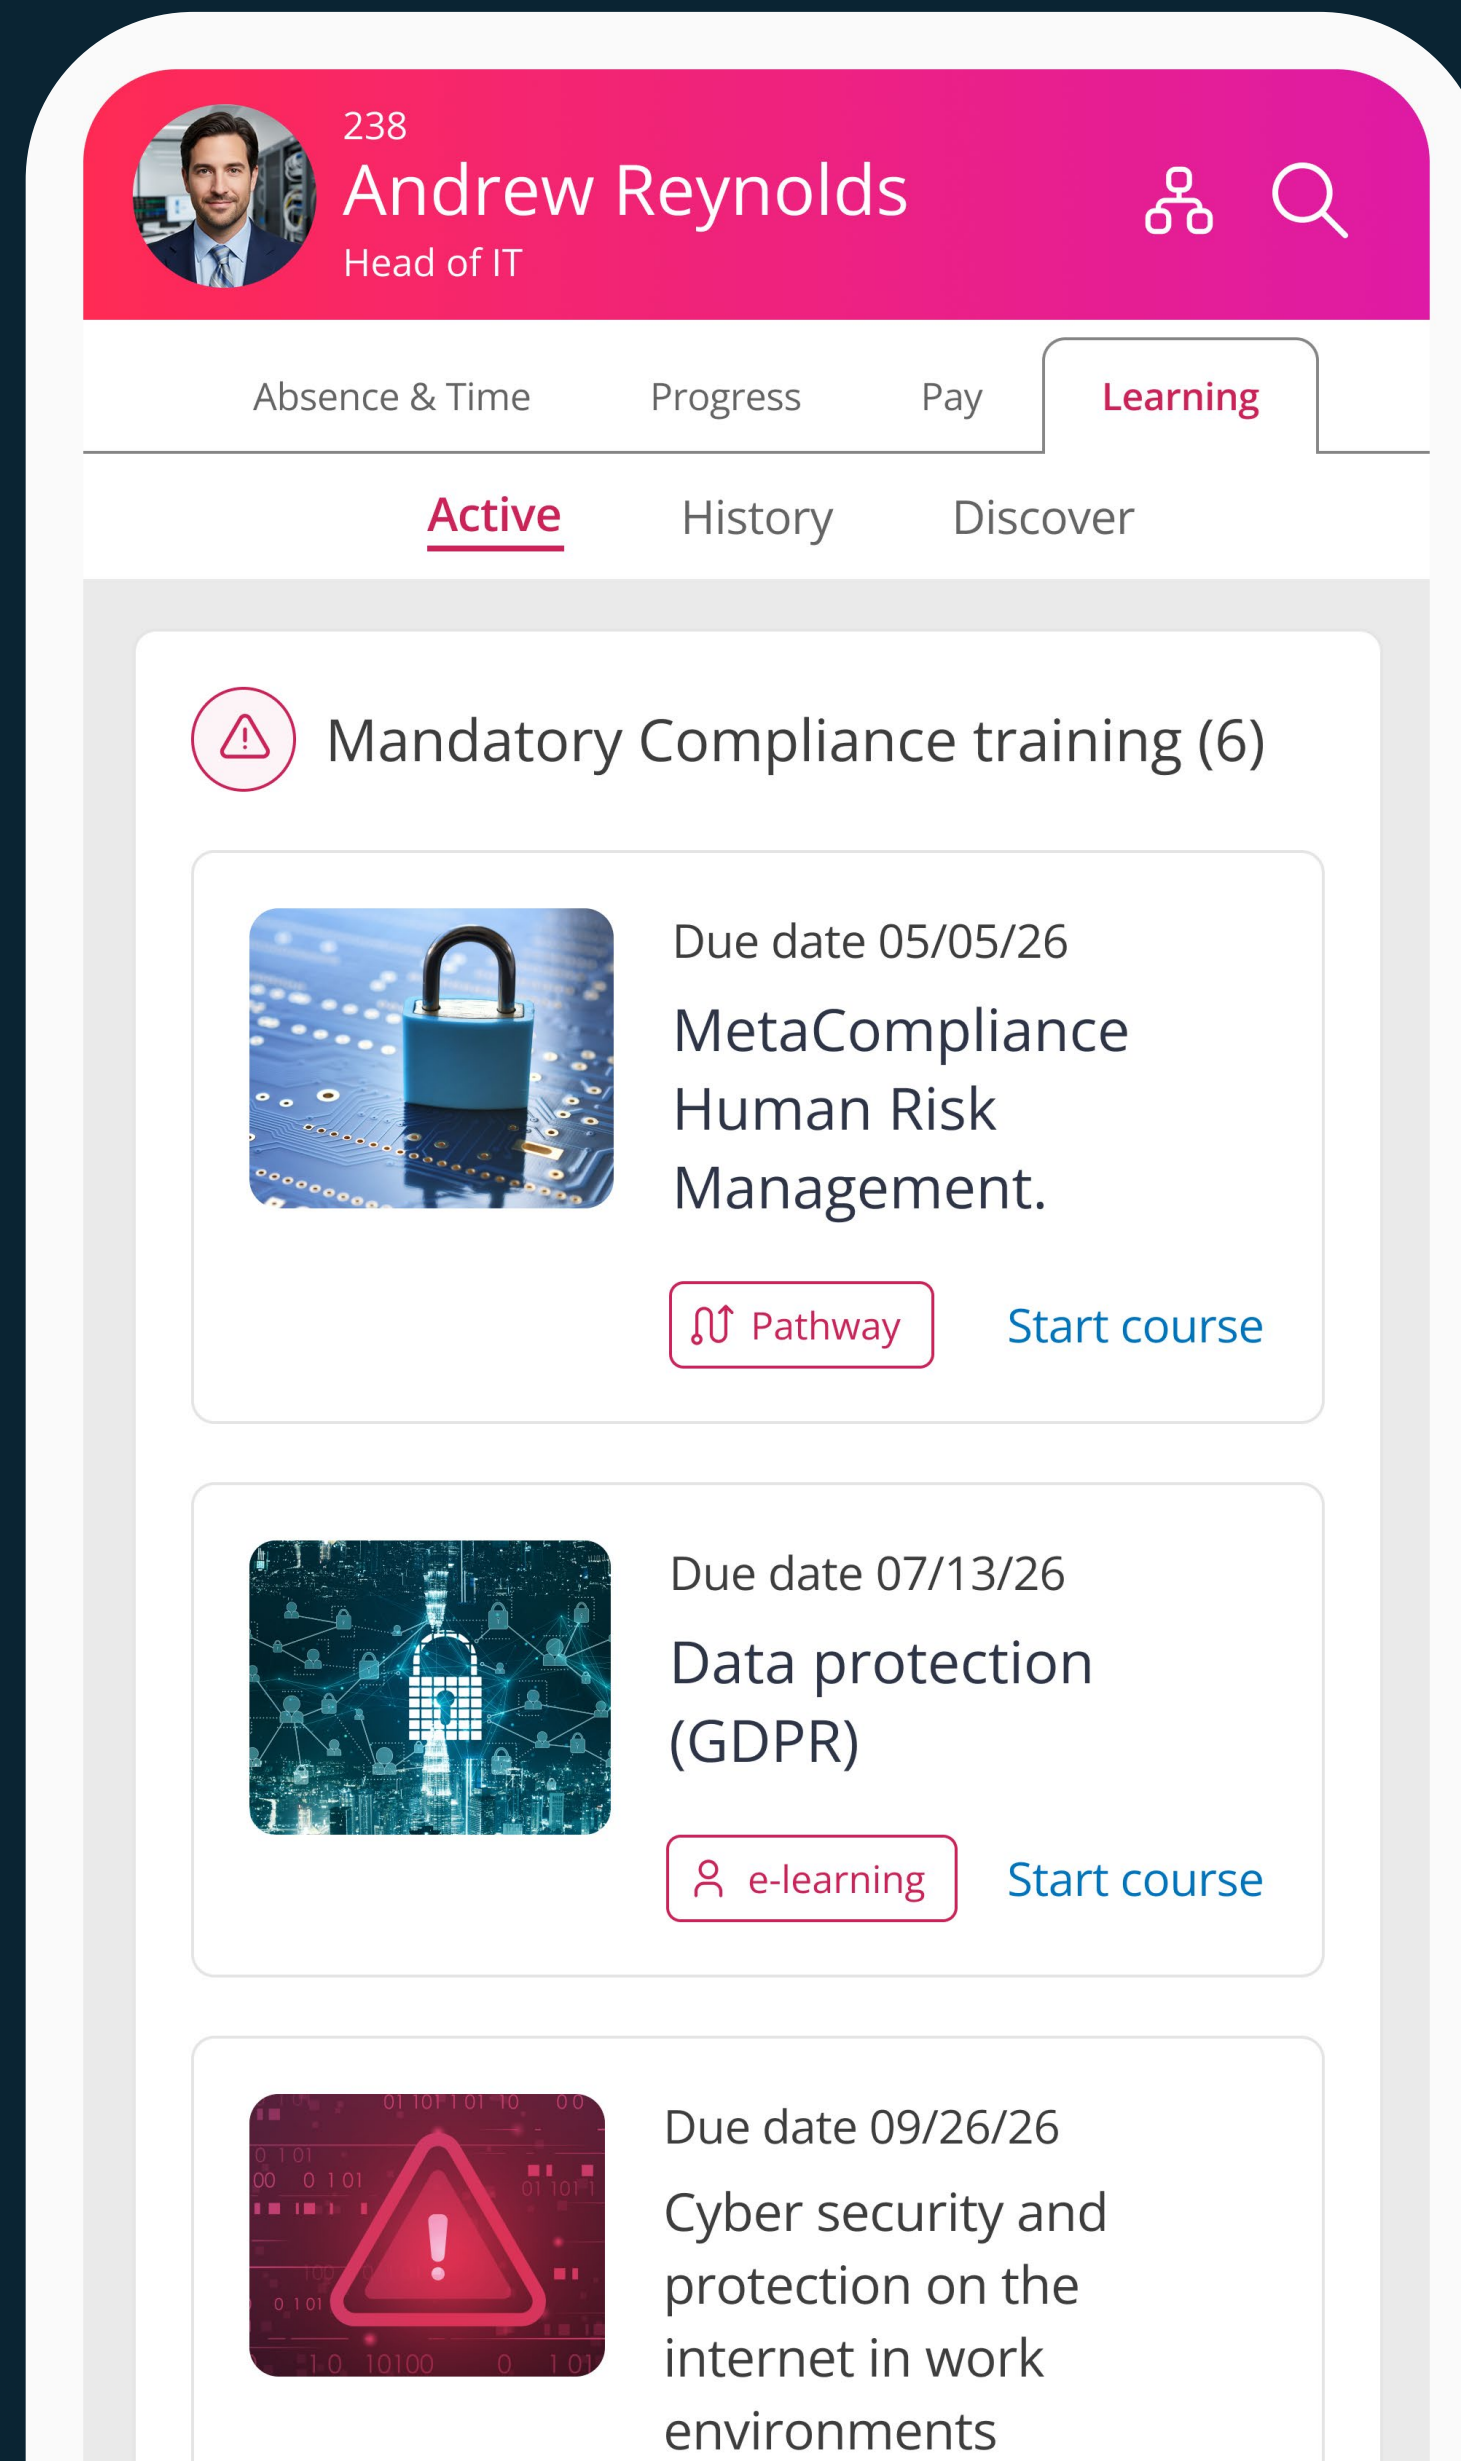 238
Andrew Reynolds
Head of IT
Absence & Time Progress Pay Learning
Active History Discover
Mandatory Compliance training (6)
Due date 05/05/26
MetaCompliance
Human Risk
Management.
Pathway Start course
Due date 07/13/26
Data protection
(GDPR)
e-learning Start course
Due date 09/26/26
Cyber security and
protection on the
internet in work
environments